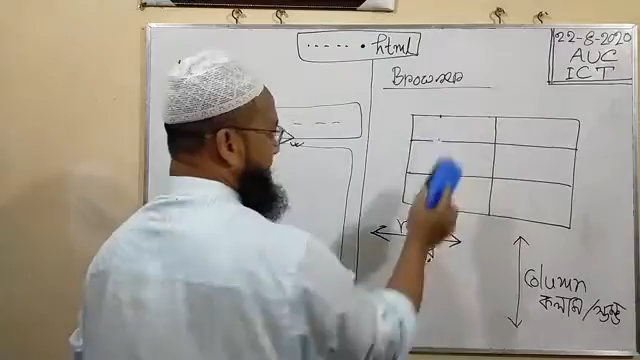 ----- • html
22-8-2020
AUC
ICT
Browser
- - - -
r
column
কলাম/স্তম্ভ